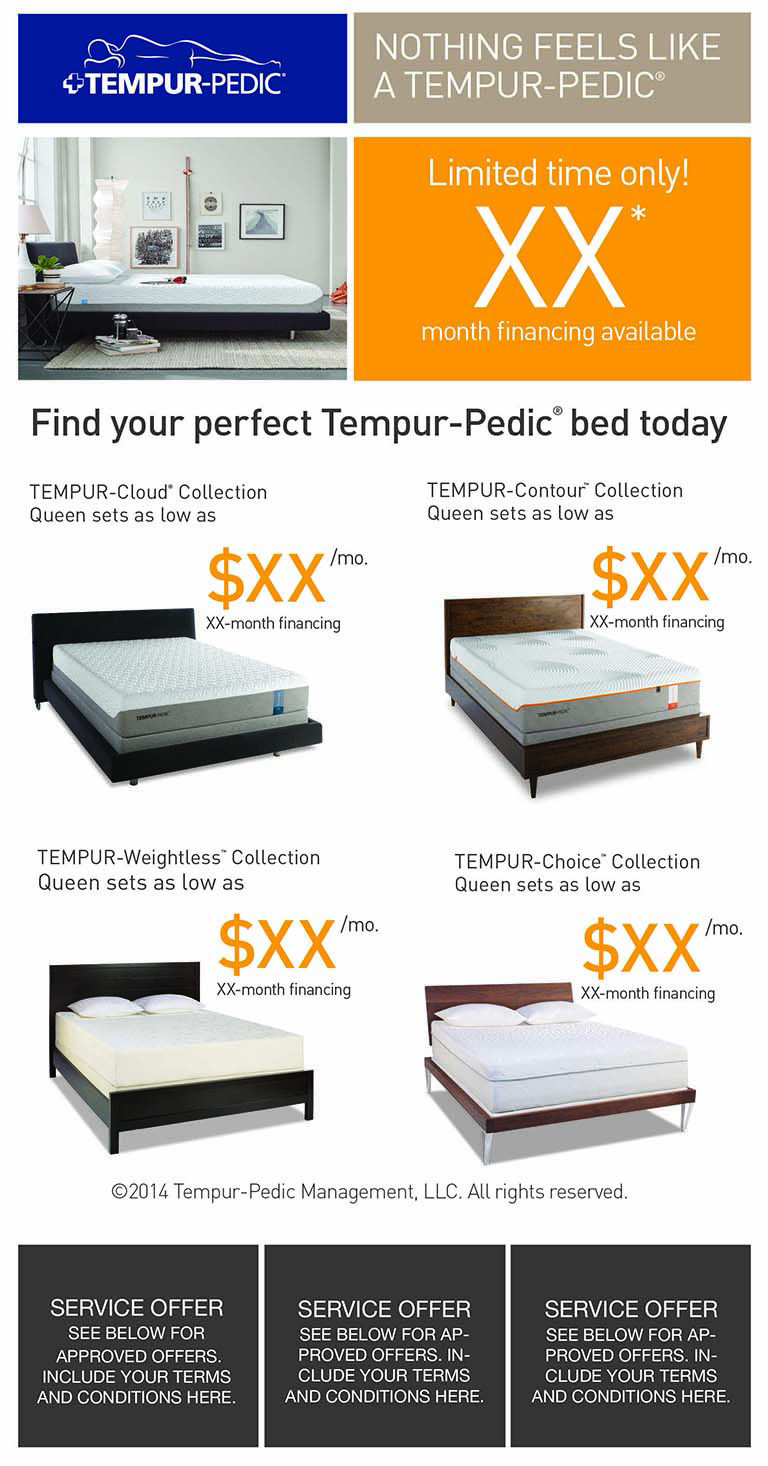 TEMPUR-PEDIC®
NOTHING FEELS LIKE
A TEMPUR-PEDIC®
Limited time only!
XX*
month financing available
Find your perfect Tempur-Pedic® bed today
TEMPUR-Cloud® Collection
Queen sets as low as
$XX/mo.
XX-month financing
TEMPUR-PEDIC
TEMPUR-Contour™ Collection
Queen sets as low as
$XX/mo.
XX-month financing
TEMPUR-PEDIC
TEMPUR-Weightless™ Collection
Queen sets as low as
$XX/mo.
XX-month financing
TEMPUR-Choice™ Collection
Queen sets as low as
$XX/mo.
XX-month financing
©2014 Tempur-Pedic Management, LLC. All rights reserved.
SERVICE OFFER
SEE BELOW FOR
APPROVED OFFERS.
INCLUDE YOUR TERMS
AND CONDITIONS HERE.
SERVICE OFFER
SEE BELOW FOR AP-
PROVED OFFERS. IN-
CLUDE YOUR TERMS
AND CONDITIONS HERE.
SERVICE OFFER
SEE BELOW FOR AP-
PROVED OFFERS. IN-
CLUDE YOUR TERMS
AND CONDITIONS HERE.